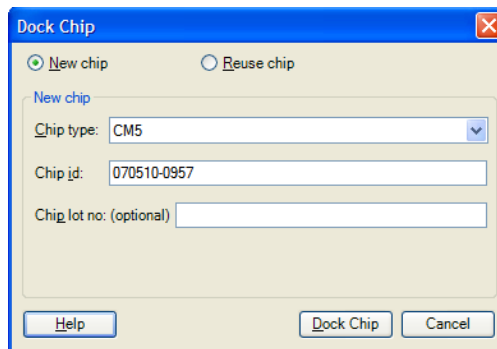 Dock Chip
New chip
Reuse chip
New chip
Chip type: CM5
Chip id: 070510-0957
Chip lot no: (optional)
Help
Dock Chip
Cancel